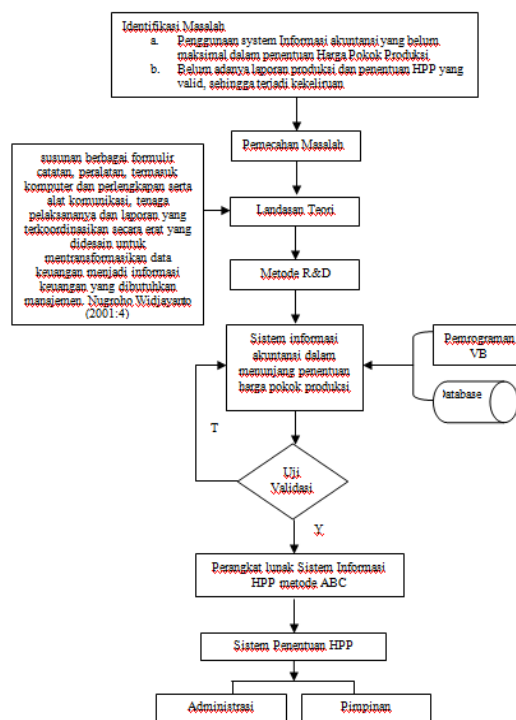 Identifikasi Masalah
a. Penggunaan system Informasi akuntansi yang belum
maksimal dalam penentuan Harga Pokok Produksi
b. Belum adanya laporan produksi dan penentuan HPP yang
valid, sehingga terjadi kekeliruan
Pemecahan Masalah
susunan berbagai formulir
catatan, peralatan, termasuk
komputer dan perlengkapan serta
alat komunikasi, tenaga
pelaksananya dan laporan yang
terkoordinasikan secara erat yang
didesain untuk
mentransformasikan data
keuangan menjadi informasi
keuangan yang dibutuhkan
manajemen. Nugroho Widjayanto
(2001:4)
Landasan Teori
Metode R&D
Sistem informasi
akuntansi dalam
menunjang penentuan
harga pokok produksi
Pemrograman
VB
atabase
T
Uji
Validasi
Y
Perangkat lunak Sistem Informasi
HPP metode ABC
Sistem Penentuan HPP
Administrasi
Pimpinan